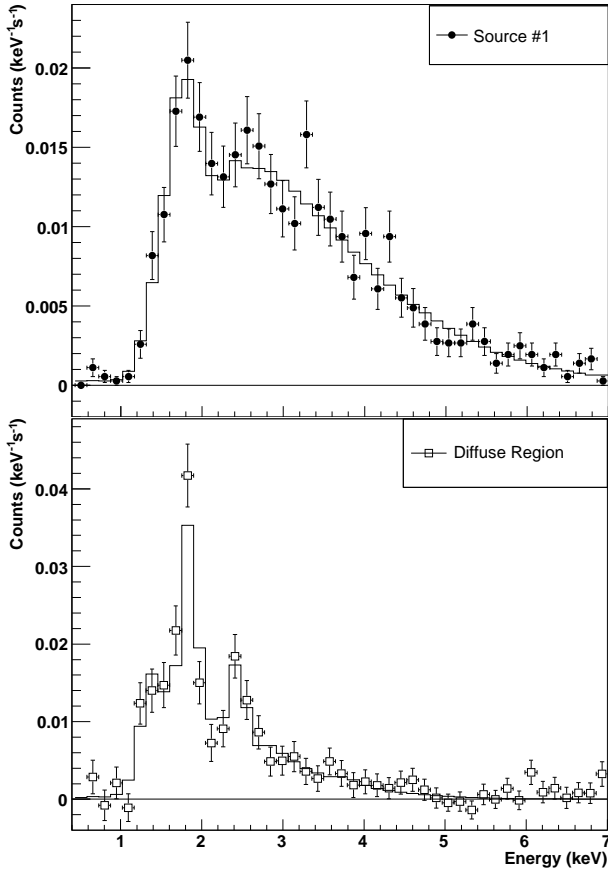 Counts (keV⁻¹s⁻¹)
0.02
0.015
0.01
0.005
0
Source #1
Counts (keV⁻¹s⁻¹)
0.04
0.03
0.02
0.01
0
Diffuse Region
1 2 3 4 5 6 7
Energy (keV)